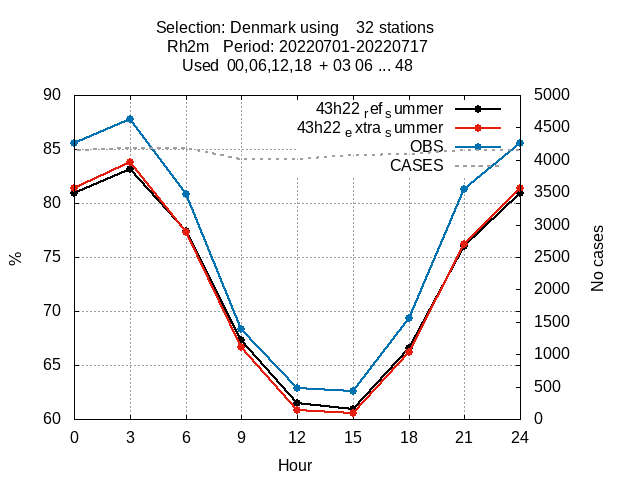 Selection: Denmark using 32 stations
Rh2m Period: 20220701-20220717
Used 00,06,12,18 + 03 06 ... 48
90 5000
43h22 ref summer
4500
43h22 extra summer
85 OBS
4000
CASES
3500
80
3000
75 2500
%
No cases
2000
70
1500
65 1000
500
60 0
0 3 6 9 12 15 18 21 24
Hour